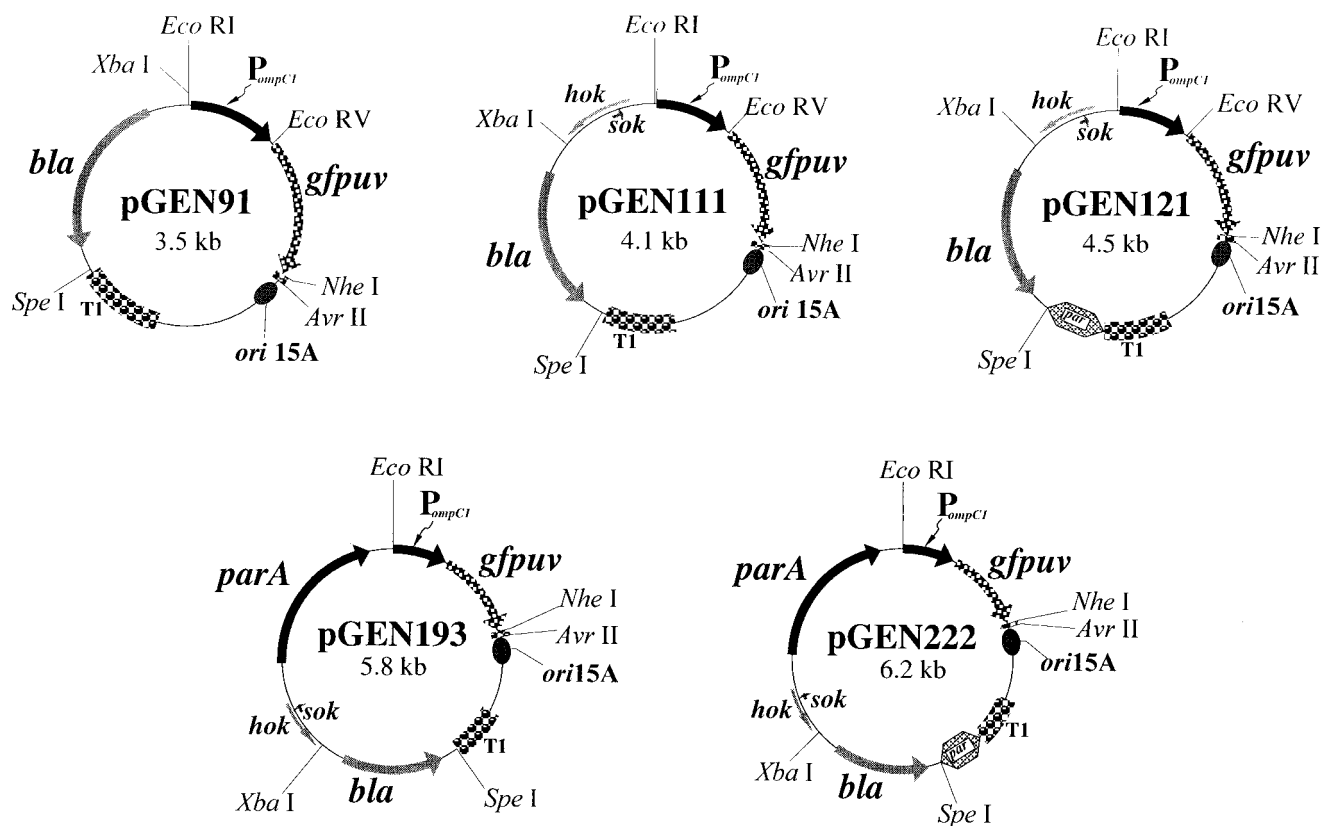 Eco RI
Xba I
PompC1
Eco RV
bla
gfpuv
pGEN91
3.5 kb
Spe I
T1
Nhe I
Avr II
ori 15A
Eco RI
PompC1
hok
sok
Xba I
Eco RV
gfpuv
pGEN111
4.1 kb
bla
Nhe I
Avr II
ori 15A
T1
Spe I
Eco RI
PompC1
hok
sok
Xba I
Eco RV
gfpuv
pGEN121
4.5 kb
bla
Nhe I
Avr II
ori15A
par
T1
Spe I
Eco RI
PompC1
parA
gfpuv
Nhe I
Avr II
pGEN193
5.8 kb
ori15A
hok
sok
T1
Xba I
bla
Spe I
Eco RI
PompC1
parA
gfpuv
Nhe I
Avr II
pGEN222
6.2 kb
ori15A
hok
sok
T1
par
Xba I
bla
Spe I